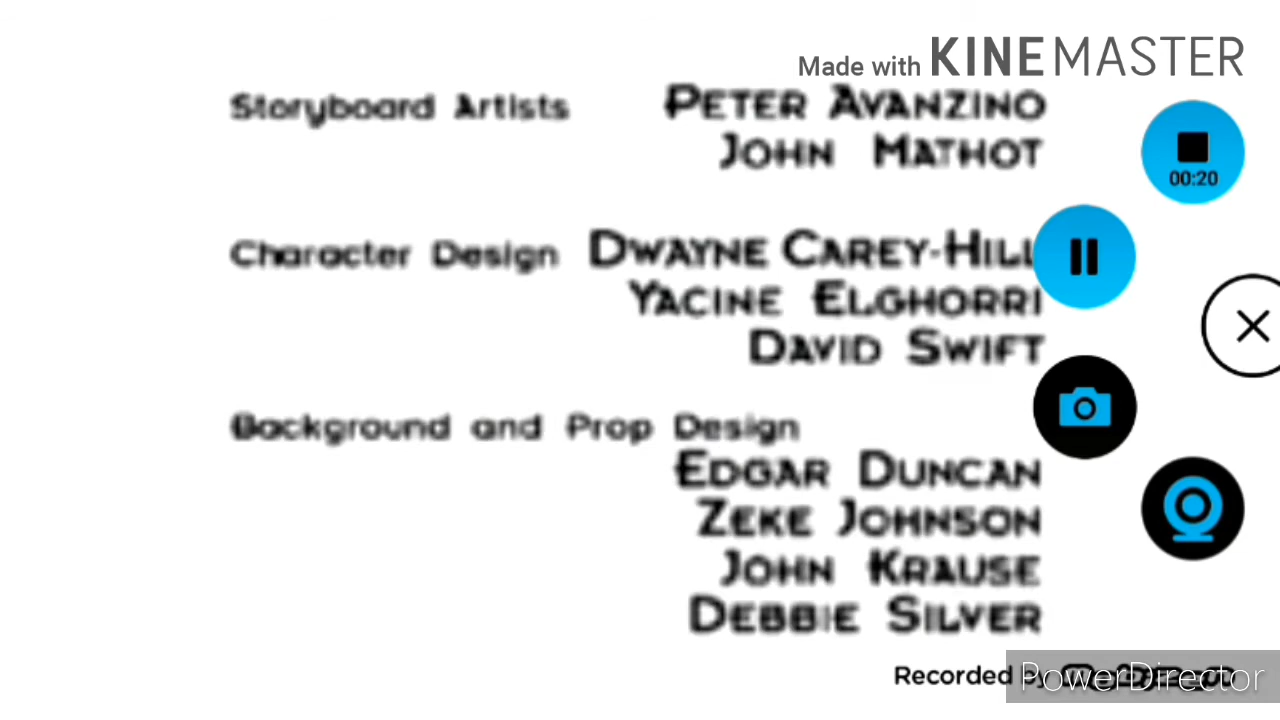 Made with KINEMASTER
Storyboard Artists PETER AVANZINO
JOHN MATHOT
00:20
Character Design DWAYNE CAREY-HILL
YACINE ELGHORRI
DAVID SWIFT
Background and Prop Design
EDGAR DUNCAN
ZEKE JOHNSON
JOHN KRAUSE
DEBBIE SILVER
Recorded by
PowerDirector